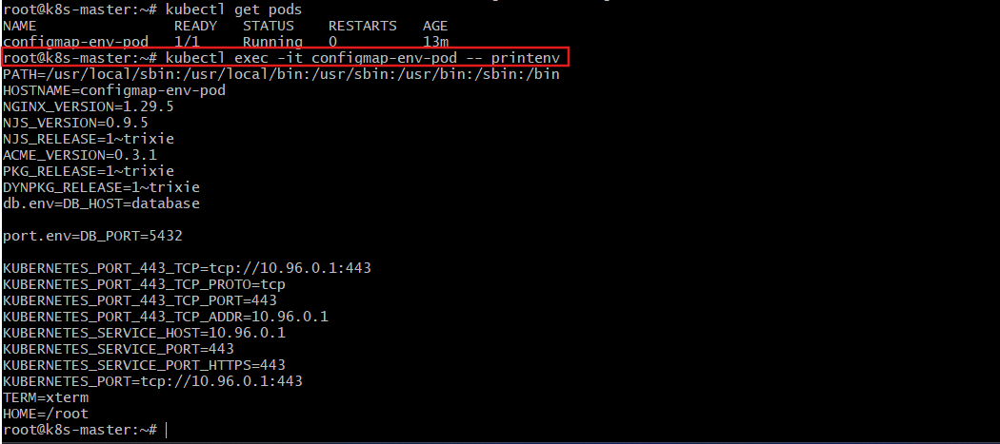 root@k8s-master:~# kubectl get pods
NAME                READY   STATUS    RESTARTS   AGE
configmap-env-pod   1/1     Running   0          13m
root@k8s-master:~# kubectl exec -it configmap-env-pod -- printenv
PATH=/usr/local/sbin:/usr/local/bin:/usr/sbin:/usr/bin:/sbin:/bin
HOSTNAME=configmap-env-pod
NGINX_VERSION=1.29.5
NJS_VERSION=0.9.5
NJS_RELEASE=1~trixie
ACME_VERSION=0.3.1
PKG_RELEASE=1~trixie
DYNPKG_RELEASE=1~trixie
db.env=DB_HOST=database
port.env=DB_PORT=5432
KUBERNETES_PORT_443_TCP=tcp://10.96.0.1:443
KUBERNETES_PORT_443_TCP_PROTO=tcp
KUBERNETES_PORT_443_TCP_PORT=443
KUBERNETES_PORT_443_TCP_ADDR=10.96.0.1
KUBERNETES_SERVICE_HOST=10.96.0.1
KUBERNETES_SERVICE_PORT=443
KUBERNETES_SERVICE_PORT_HTTPS=443
KUBERNETES_PORT=tcp://10.96.0.1:443
TERM=xterm
HOME=/root
root@k8s-master:~#